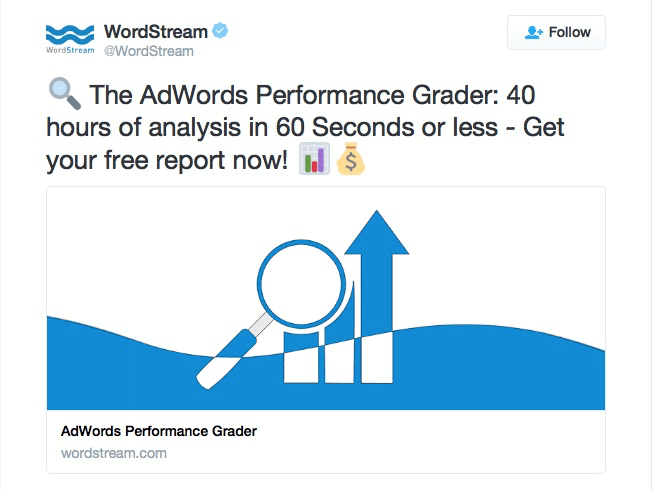 WordStream
@WordStream
WordStream
Follow
🔍 The AdWords Performance Grader: 40
hours of analysis in 60 Seconds or less - Get
your free report now! 📊💰
AdWords Performance Grader
wordstream.com